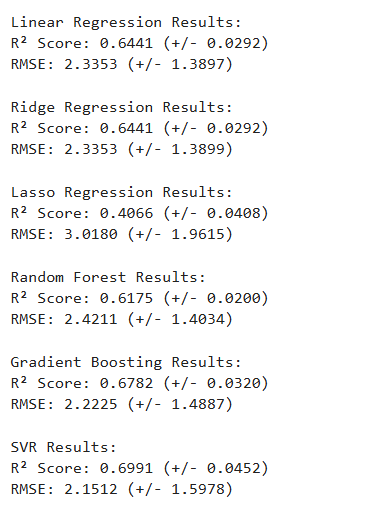 Linear Regression Results:
R² Score: 0.6441 (+/- 0.0292)
RMSE: 2.3353 (+/- 1.3897)
Ridge Regression Results:
R² Score: 0.6441 (+/- 0.0292)
RMSE: 2.3353 (+/- 1.3899)
Lasso Regression Results:
R² Score: 0.4066 (+/- 0.0408)
RMSE: 3.0180 (+/- 1.9615)
Random Forest Results:
R² Score: 0.6175 (+/- 0.0200)
RMSE: 2.4211 (+/- 1.4034)
Gradient Boosting Results:
R² Score: 0.6782 (+/- 0.0320)
RMSE: 2.2225 (+/- 1.4887)
SVR Results:
R² Score: 0.6991 (+/- 0.0452)
RMSE: 2.1512 (+/- 1.5978)